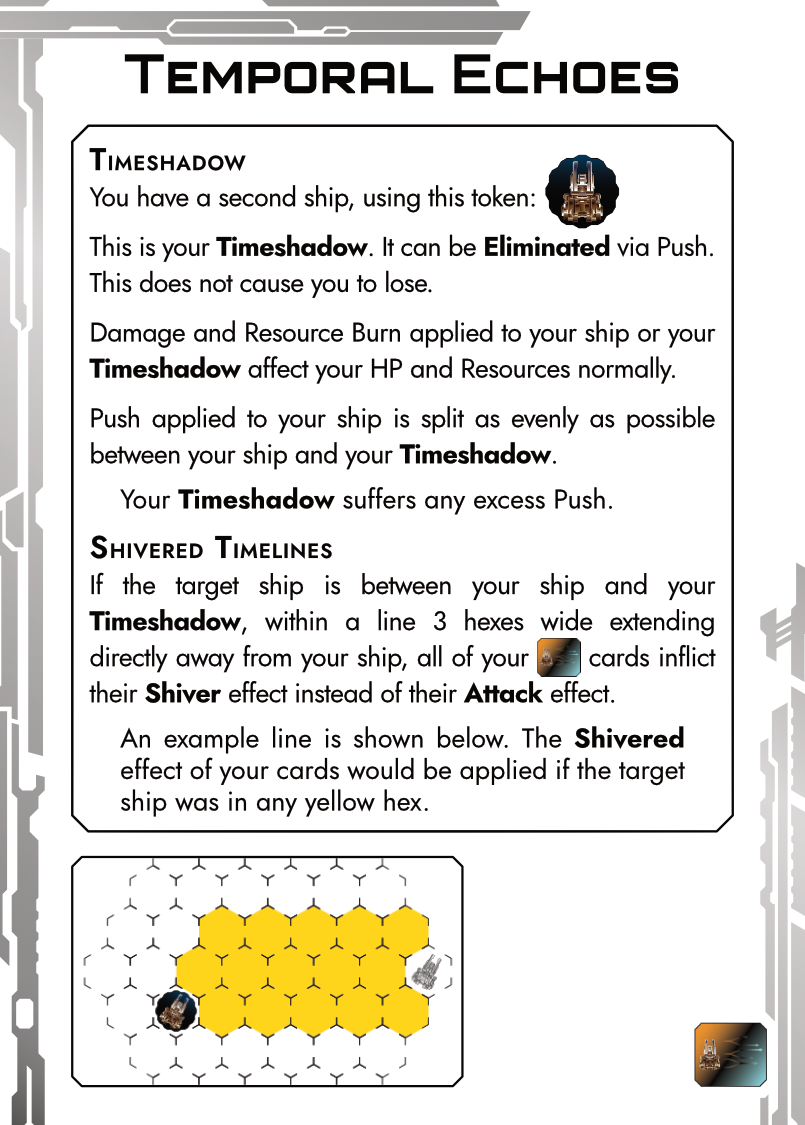 TEMPORAL ECHOES
TIMESHADOW
You have a second ship, using this token:
This is your Timeshadow. It can be Eliminated via Push.
This does not cause you to lose.
Damage and Resource Burn applied to your ship or your
Timeshadow affect your HP and Resources normally.
Push applied to your ship is split as evenly as possible
between your ship and your Timeshadow.
Your Timeshadow suffers any excess Push.
SHIVERED TIMELINES
If the target ship is between your ship and your
Timeshadow, within a line 3 hexes wide extending
directly away from your ship, all of your cards inflict
their Shiver effect instead of their Attack effect.
An example line is shown below. The Shivered
effect of your cards would be applied if the target
ship was in any yellow hex.